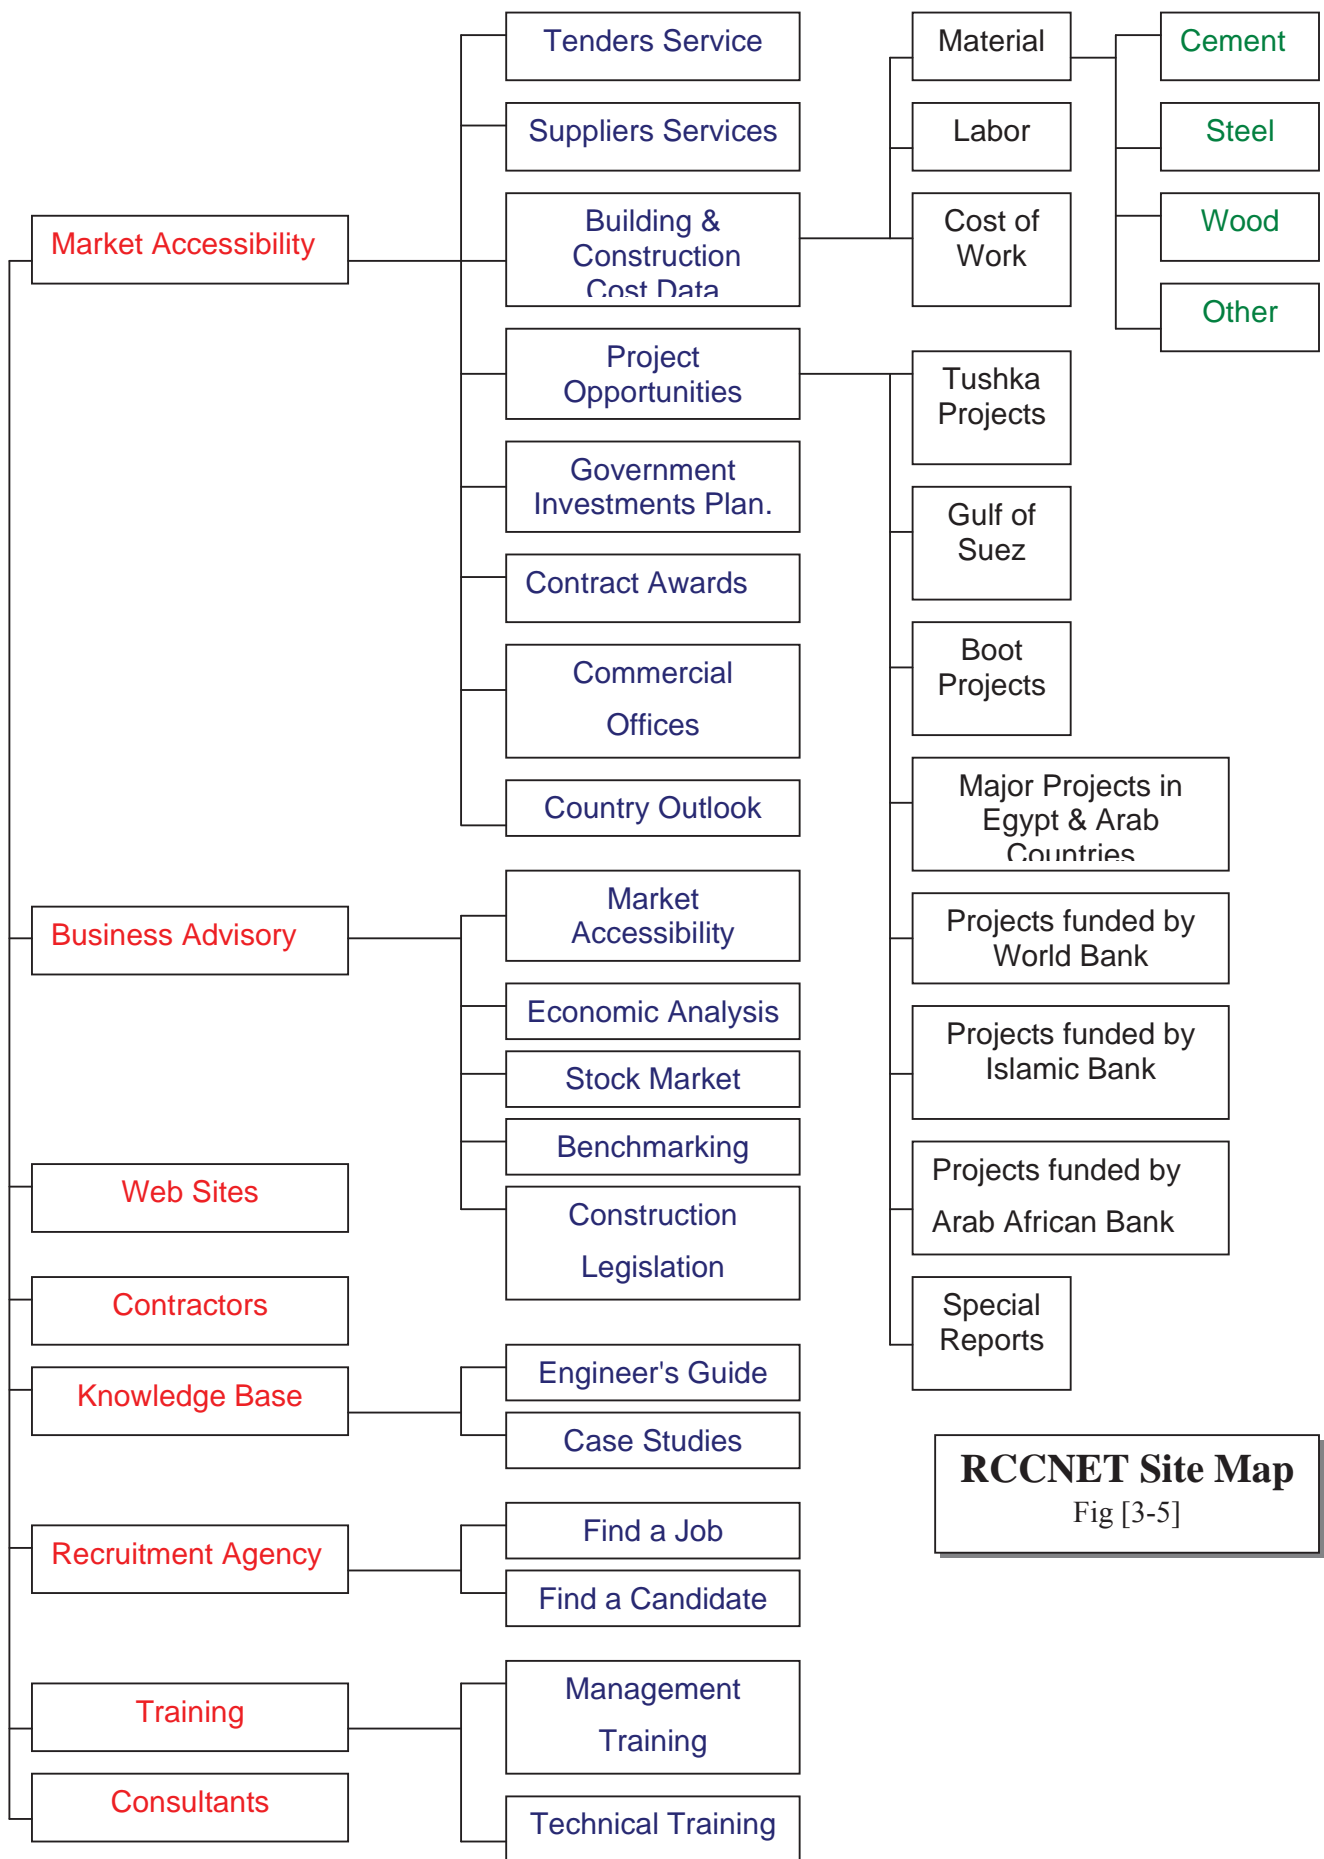 Market Accessibility
Business Advisory
Web Sites
Contractors
Knowledge Base
Recruitment Agency
Training
Consultants
Tenders Service
Suppliers Services
Building &
Construction
Cost Data
Project
Opportunities
Government
Investments Plan.
Contract Awards
Commercial
Offices
Country Outlook
Market
Accessibility
Economic Analysis
Stock Market
Benchmarking
Construction
Legislation
Engineer's Guide
Case Studies
Find a Job
Find a Candidate
Management
Training
Technical Training
Material
Labor
Cost of
Work
Tushka
Projects
Gulf of
Suez
Boot
Projects
Major Projects in
Egypt & Arab
Countries
Projects funded by
World Bank
Projects funded by
Islamic Bank
Projects funded by
Arab African Bank
Special
Reports
Cement
Steel
Wood
Other
RCCNET Site Map
Fig [3-5]